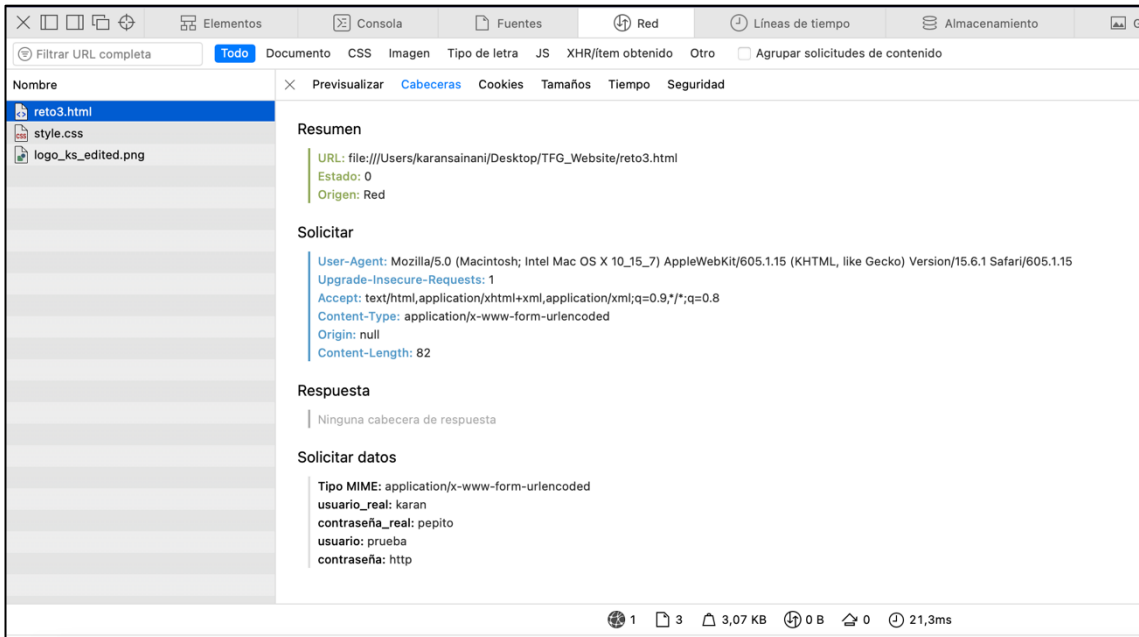 Elementos
Consola
Fuentes
Red
Líneas de tiempo
Almacenamiento
G
Filtrar URL completa
Todo Documento CSS Imagen Tipo de letra JS XHR/ítem obtenido Otro Agrupar solicitudes de contenido
Nombre
Previsualizar Cabeceras Cookies Tamaños Tiempo Seguridad
reto3.html
style.css
logo_ks_edited.png
Resumen
URL: file:///Users/karansainani/Desktop/TFG_Website/reto3.html
Estado: 0
Origen: Red
Solicitar
User-Agent: Mozilla/5.0 (Macintosh; Intel Mac OS X 10_15_7) AppleWebKit/605.1.15 (KHTML, like Gecko) Version/15.6.1 Safari/605.1.15
Upgrade-Insecure-Requests: 1
Accept: text/html,application/xhtml+xml,application/xml;q=0.9,*/*;q=0.8
Content-Type: application/x-www-form-urlencoded
Origin: null
Content-Length: 82
Respuesta
Ninguna cabecera de respuesta
Solicitar datos
Tipo MIME: application/x-www-form-urlencoded
usuario_real: karan
contraseña_real: pepito
usuario: prueba
contraseña: http
1 3 3,07 KB 0 B 0 21,3ms